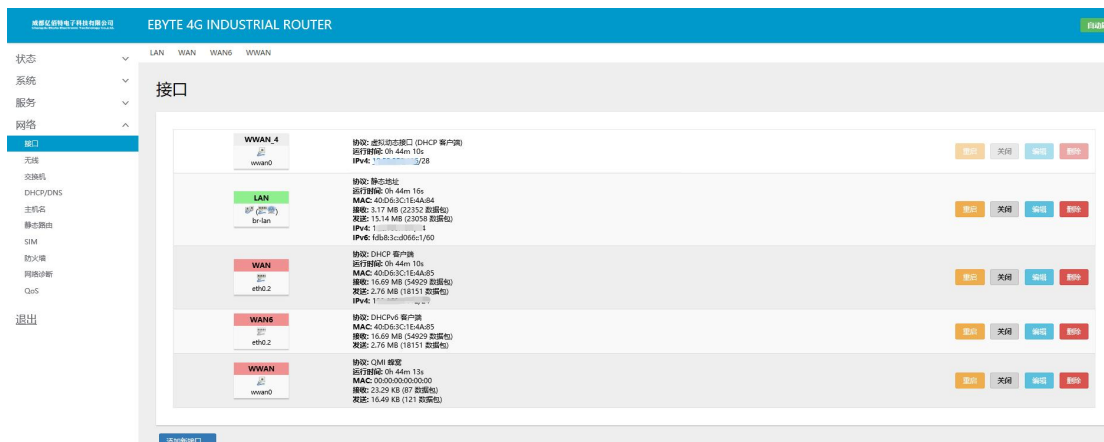 成都亿佰特电子科技有限公司
EBYTE 4G INDUSTRIAL ROUTER
状态
系统
服务
网络
接口
无线
交换机
DHCP/DNS
主机名
静态路由
SIM
防火墙
网络诊断
QoS
退出
LAN WAN WAN6 WWAN
接口
WWAN_4
wwan0
协议: 虚拟动态接口 (DHCP 客户端)
运行时间: 0h 44m 10s
IPv4: /28
重启 关闭 编辑 删除
LAN
br-lan
协议: 静态地址
运行时间: 0h 44m 16s
MAC: 40:D6:3C:1E:4A:84
接收: 3.17 MB (22352 数据包)
发送: 15.14 MB (23058 数据包)
IPv4: 1
IPv6: fdb8:3:d066::1/60
重启 关闭 编辑 删除
WAN
eth0.2
协议: DHCP 客户端
运行时间: 0h 44m 10s
MAC: 40:D6:3C:1E:4A:85
接收: 16.69 MB (54929 数据包)
发送: 2.76 MB (18151 数据包)
IPv4: 1
重启 关闭 编辑 删除
WAN6
eth0.2
协议: DHCPv6 客户端
MAC: 40:D6:3C:1E:4A:85
接收: 16.69 MB (54929 数据包)
发送: 2.76 MB (18151 数据包)
重启 关闭 编辑 删除
WWAN
wwan0
协议: QMI 蜂窝
运行时间: 0h 44m 13s
MAC: 00:00:00:00:00:00
接收: 23.29 KB (87 数据包)
发送: 16.49 KB (121 数据包)
重启 关闭 编辑 删除
添加新接口...